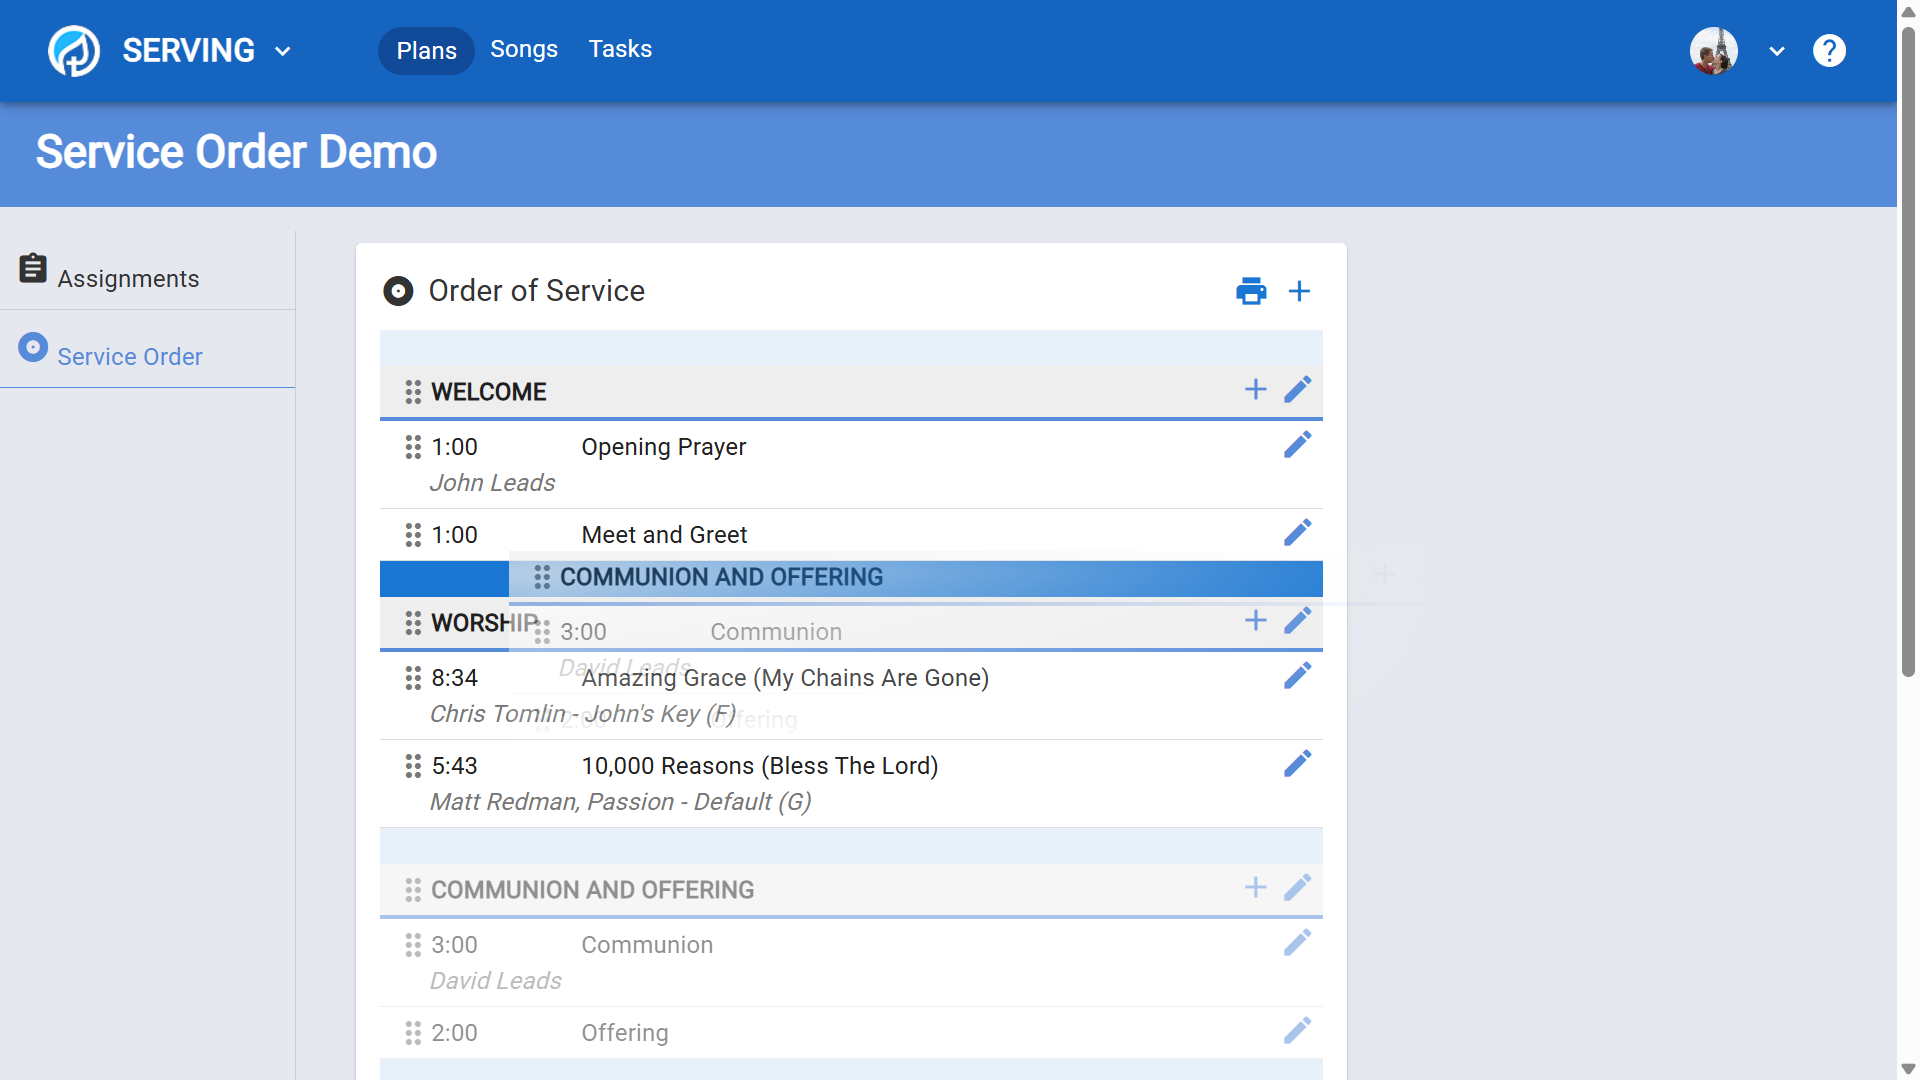 SERVING
Plans
Songs
Tasks
Service Order Demo
Assignments
Service Order
Order of Service
WELCOME
1:00 Opening Prayer
John Leads
1:00 Meet and Greet
COMMUNION AND OFFERING
WORSHIP
3:00 Communion
David Leads
8:34 Amazing Grace (My Chains Are Gone)
Chris Tomlin - John's Key (F)
2:00 Offering
5:43 10,000 Reasons (Bless The Lord)
Matt Redman, Passion - Default (G)
COMMUNION AND OFFERING
3:00 Communion
David Leads
2:00 Offering